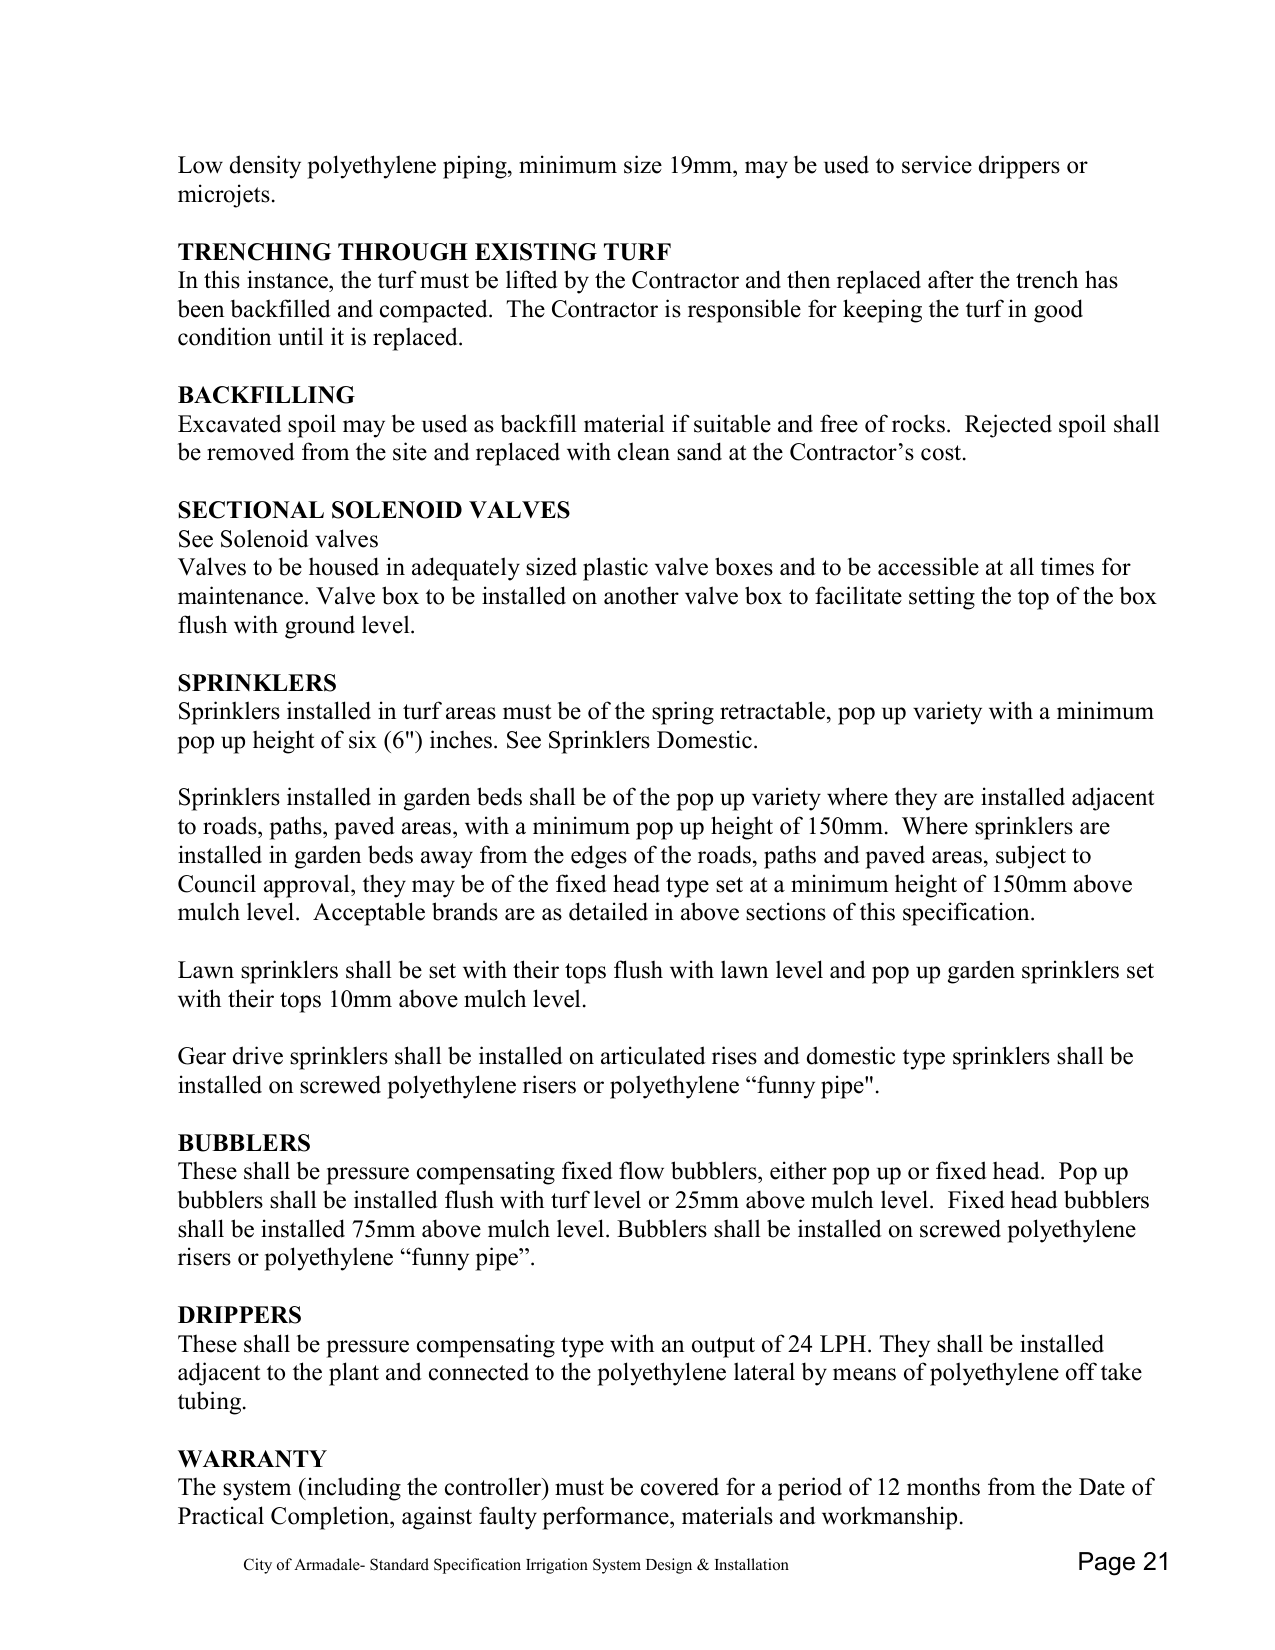 Low density polyethylene piping, minimum size 19mm, may be used to service drippers or
microjets.
TRENCHING THROUGH EXISTING TURF
In this instance, the turf must be lifted by the Contractor and then replaced after the trench has
been backfilled and compacted.  The Contractor is responsible for keeping the turf in good
condition until it is replaced.
BACKFILLING
Excavated spoil may be used as backfill material if suitable and free of rocks.  Rejected spoil shall
be removed from the site and replaced with clean sand at the Contractor’s cost.
SECTIONAL SOLENOID VALVES
See Solenoid valves
Valves to be housed in adequately sized plastic valve boxes and to be accessible at all times for
maintenance. Valve box to be installed on another valve box to facilitate setting the top of the box
flush with ground level.
SPRINKLERS
Sprinklers installed in turf areas must be of the spring retractable, pop up variety with a minimum
pop up height of six (6") inches. See Sprinklers Domestic.
Sprinklers installed in garden beds shall be of the pop up variety where they are installed adjacent
to roads, paths, paved areas, with a minimum pop up height of 150mm.  Where sprinklers are
installed in garden beds away from the edges of the roads, paths and paved areas, subject to
Council approval, they may be of the fixed head type set at a minimum height of 150mm above
mulch level.  Acceptable brands are as detailed in above sections of this specification.
Lawn sprinklers shall be set with their tops flush with lawn level and pop up garden sprinklers set
with their tops 10mm above mulch level.
Gear drive sprinklers shall be installed on articulated rises and domestic type sprinklers shall be
installed on screwed polyethylene risers or polyethylene “funny pipe".
BUBBLERS
These shall be pressure compensating fixed flow bubblers, either pop up or fixed head.  Pop up
bubblers shall be installed flush with turf level or 25mm above mulch level.  Fixed head bubblers
shall be installed 75mm above mulch level. Bubblers shall be installed on screwed polyethylene
risers or polyethylene “funny pipe”.
DRIPPERS
These shall be pressure compensating type with an output of 24 LPH. They shall be installed
adjacent to the plant and connected to the polyethylene lateral by means of polyethylene off take
tubing.
WARRANTY
The system (including the controller) must be covered for a period of 12 months from the Date of
Practical Completion, against faulty performance, materials and workmanship.
City of Armadale- Standard Specification Irrigation System Design & Installation Page 21